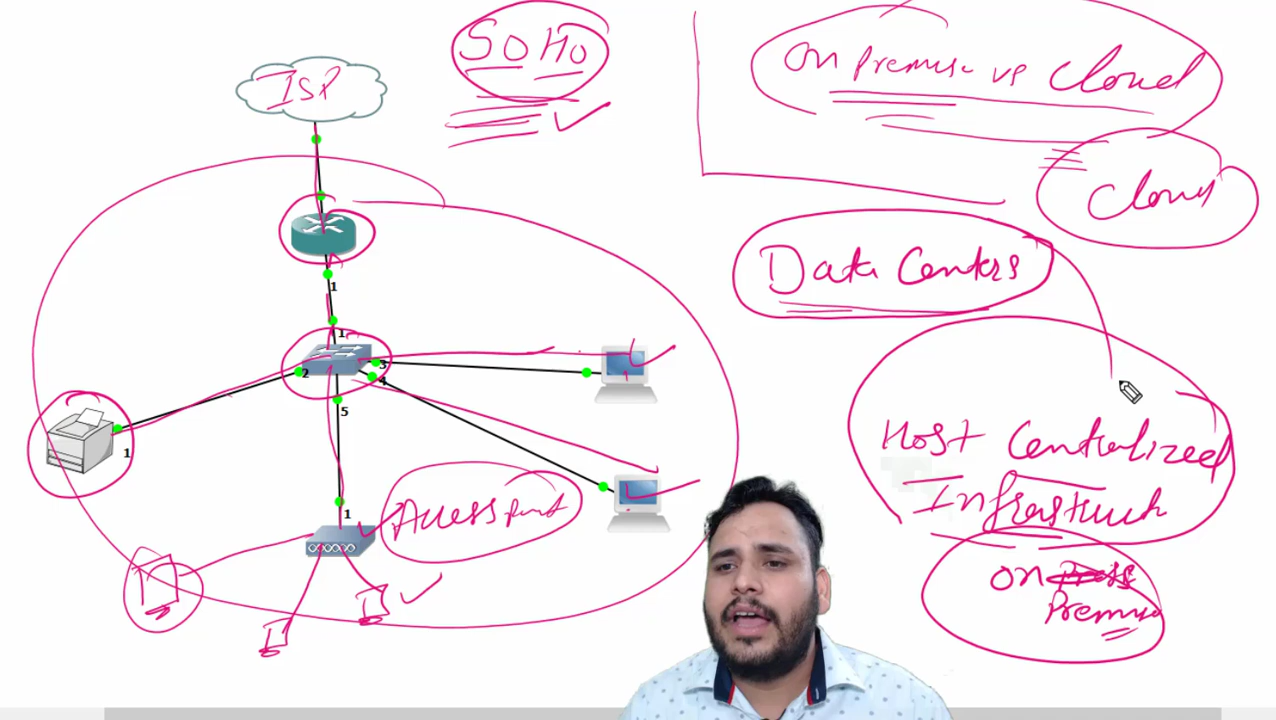 SOHO
ISP
On Premise vs Cloud
Cloud
Data Centers
1
1
3
2
4
5
1
1
Access point
Host Centralized
Infrastructure
On
Premise